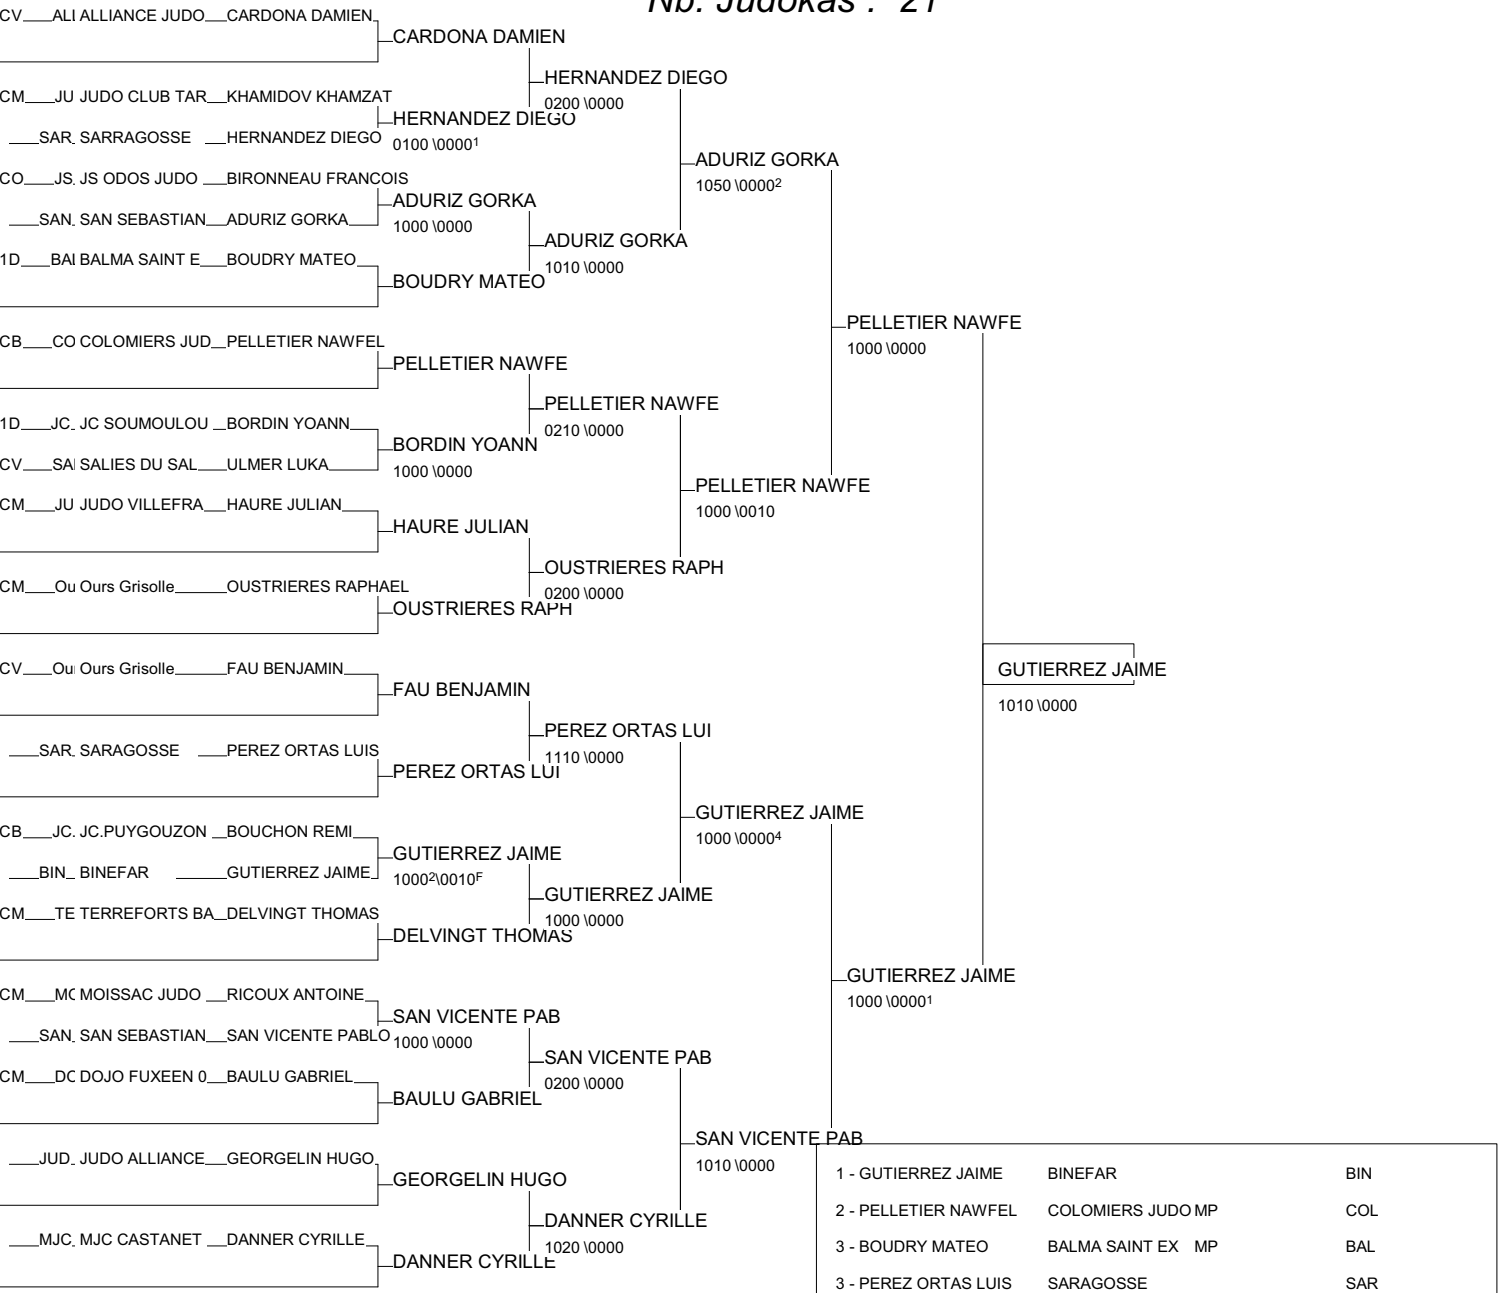 Nb. Judokas : 21
CV ALI ALLIANCE JUDO CARDONA DAMIEN
CARDONA DAMIEN
HERNANDEZ DIEGO
0200 \0000
CM JU JUDO CLUB TAR KHAMIDOV KHAMZAT
HERNANDEZ DIEGO
0100 \0000¹
SAR SARRAGOSSE HERNANDEZ DIEGO
ADURIZ GORKA
1050 \0000²
CO JS JS ODOS JUDO BIRONNEAU FRANCOIS
ADURIZ GORKA
1000 \0000
SAN SAN SEBASTIAN ADURIZ GORKA
ADURIZ GORKA
1010 \0000
1D BAI BALMA SAINT E BOUDRY MATEO
BOUDRY MATEO
PELLETIER NAWFE
1000 \0000
CB CO COLOMIERS JUD PELLETIER NAWFEL
PELLETIER NAWFE
PELLETIER NAWFE
0210 \0000
1D JC JC SOUMOULOU BORDIN YOANN
BORDIN YOANN
1000 \0000
CV SAI SALIES DU SAL ULMER LUKA
PELLETIER NAWFE
1000 \0010
CM JU JUDO VILLEFRA HAURE JULIAN
HAURE JULIAN
OUSTRIERES RAPH
0200 \0000
CM Ou Ours Grisolle OUSTRIERES RAPHAEL
OUSTRIERES RAPH
GUTIERREZ JAIME
1010 \0000
CV Ou Ours Grisolle FAU BENJAMIN
FAU BENJAMIN
PEREZ ORTAS LUI
1110 \0000
SAR SARAGOSSE PEREZ ORTAS LUIS
PEREZ ORTAS LUI
GUTIERREZ JAIME
1000 \0000⁴
CB JC. JC.PUYGOUZON BOUCHON REMI
GUTIERREZ JAIME
1000²\0010ᶠ
BIN BINEFAR GUTIERREZ JAIME
GUTIERREZ JAIME
1000 \0000
CM TE TERREFORTS BA DELVINGT THOMAS
DELVINGT THOMAS
GUTIERREZ JAIME
1000 \0000¹
CM MC MOISSAC JUDO RICOUX ANTOINE
SAN VICENTE PAB
1000 \0000
SAN SAN SEBASTIAN SAN VICENTE PABLO
SAN VICENTE PAB
0200 \0000
CM DO DOJO FUXEEN 0 BAULU GABRIEL
BAULU GABRIEL
SAN VICENTE PAB
1010 \0000
JUD JUDO ALLIANCE GEORGELIN HUGO
GEORGELIN HUGO
DANNER CYRILLE
1020 \0000
MJC MJC CASTANET DANNER CYRILLE
DANNER CYRILLE
1 - GUTIERREZ JAIME BINEFAR BIN
2 - PELLETIER NAWFEL COLOMIERS JUDO MP COL
3 - BOUDRY MATEO BALMA SAINT EX MP BAL
3 - PEREZ ORTAS LUIS SARAGOSSE SAR